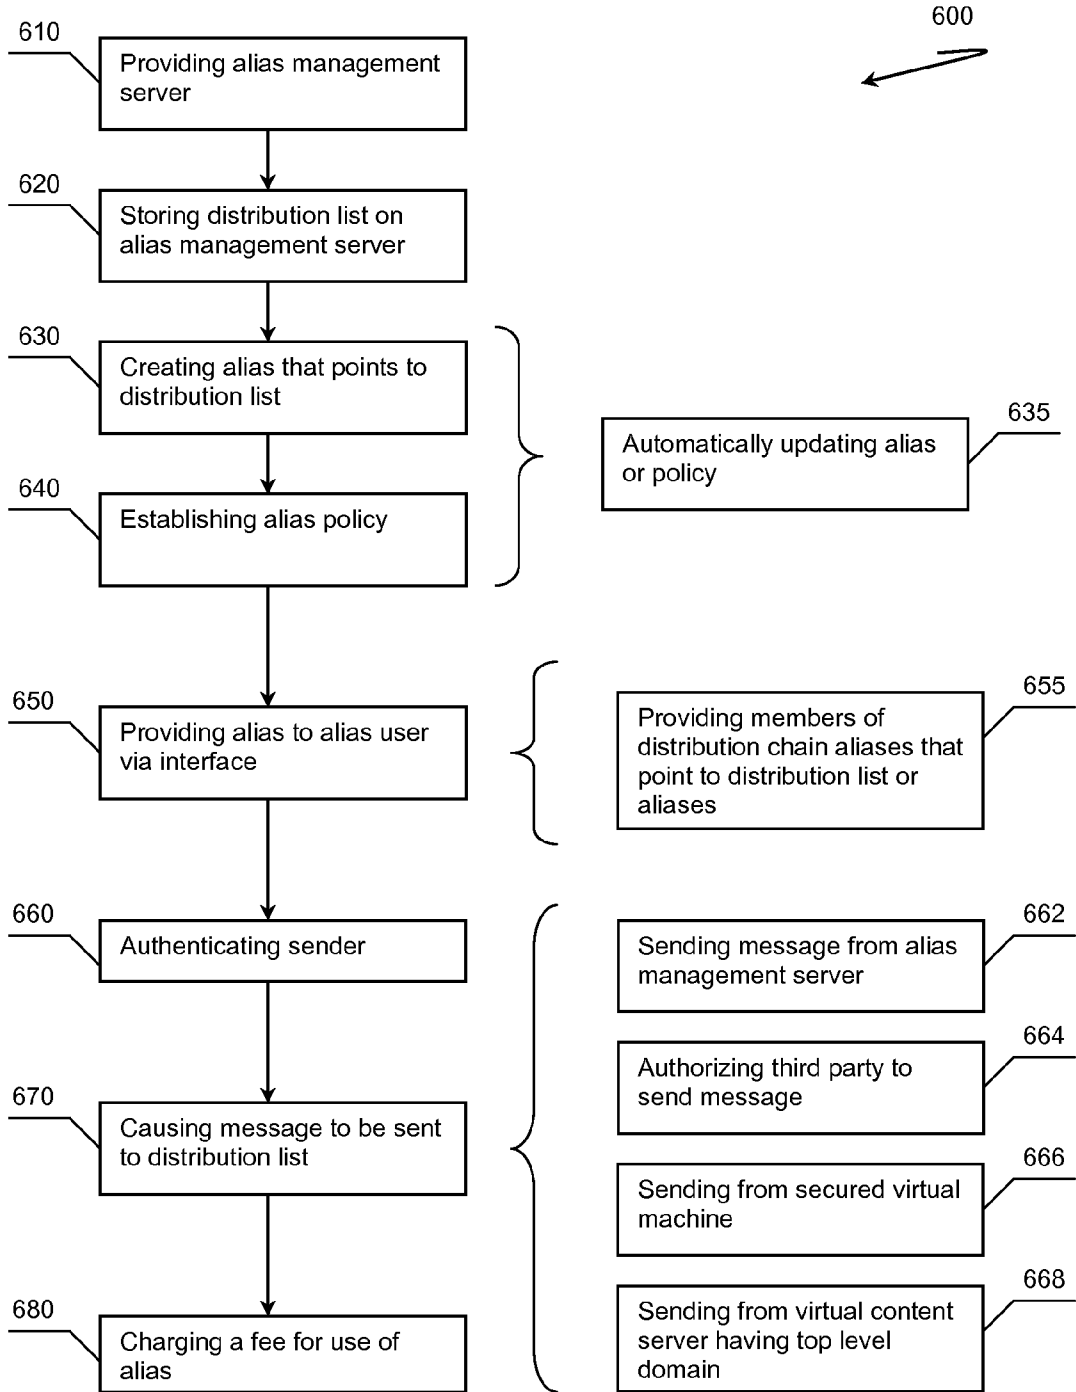 600
610
Providing alias management
server
620
Storing distribution list on
alias management server
630
Creating alias that points to
distribution list
635
Automatically updating alias
or policy
640
Establishing alias policy
650
Providing alias to alias user
via interface
655
Providing members of
distribution chain aliases that
point to distribution list or
aliases
660
Authenticating sender
662
Sending message from alias
management server
664
Authorizing third party to
send message
670
Causing message to be sent
to distribution list
666
Sending from secured virtual
machine
680
Charging a fee for use of
alias
668
Sending from virtual content
server having top level
domain